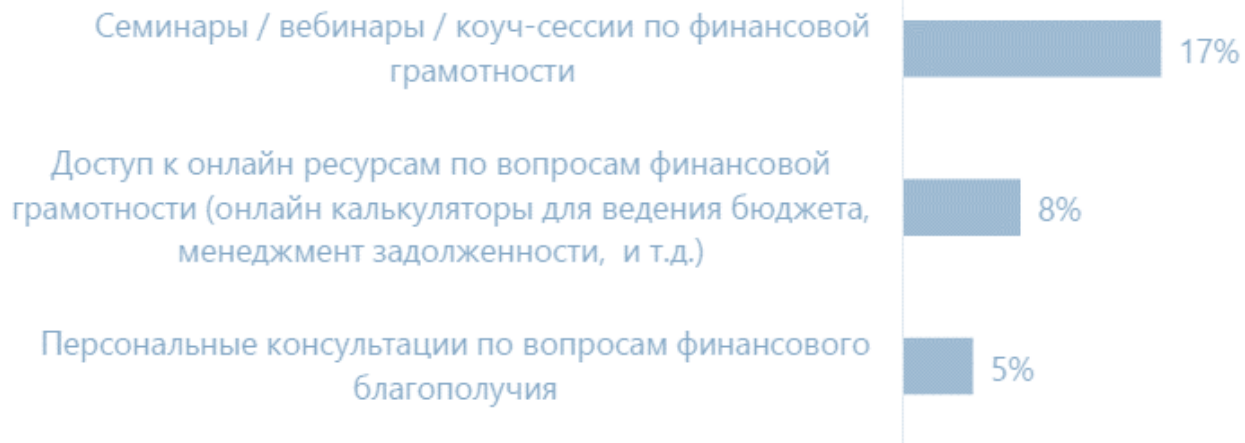 Семинары / вебинары / коуч-сессии по финансовой
грамотности
17%
Доступ к онлайн ресурсам по вопросам финансовой
грамотности (онлайн калькуляторы для ведения бюджета,
менеджмент задолженности,  и т.д.)
8%
Персональные консультации по вопросам финансового
благополучия
5%